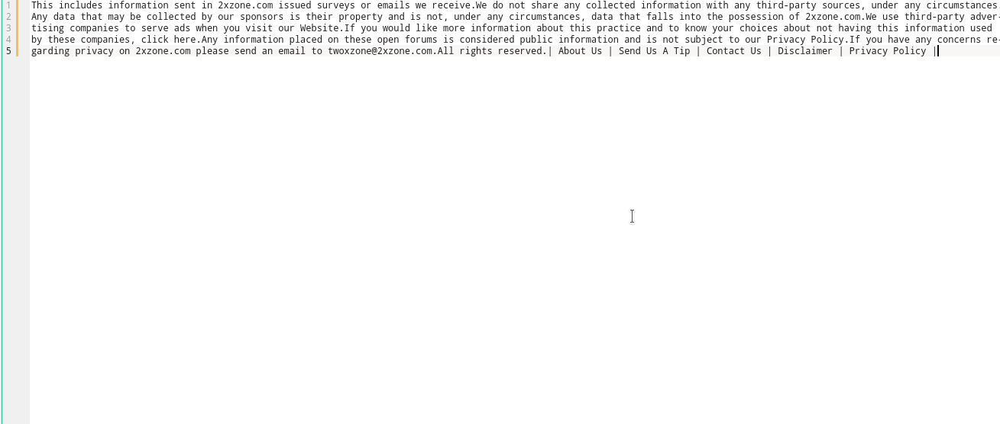 1 This includes information sent in 2xzone.com issued surveys or emails we receive.We do not share any collected information with any third-party sources, under any circumstances.
2 Any data that may be collected by our sponsors is their property and is not, under any circumstances, data that falls into the possession of 2xzone.com.We use third-party adver-
3 tising companies to serve ads when you visit our Website.If you would like more information about this practice and to know your choices about not having this information used
4 by these companies, click here.Any information placed on these open forums is considered public information and is not subject to our Privacy Policy.If you have any concerns re-
5 garding privacy on 2xzone.com please send an email to twoxzone@2xzone.com.All rights reserved.| About Us | Send Us A Tip | Contact Us | Disclaimer | Privacy Policy |